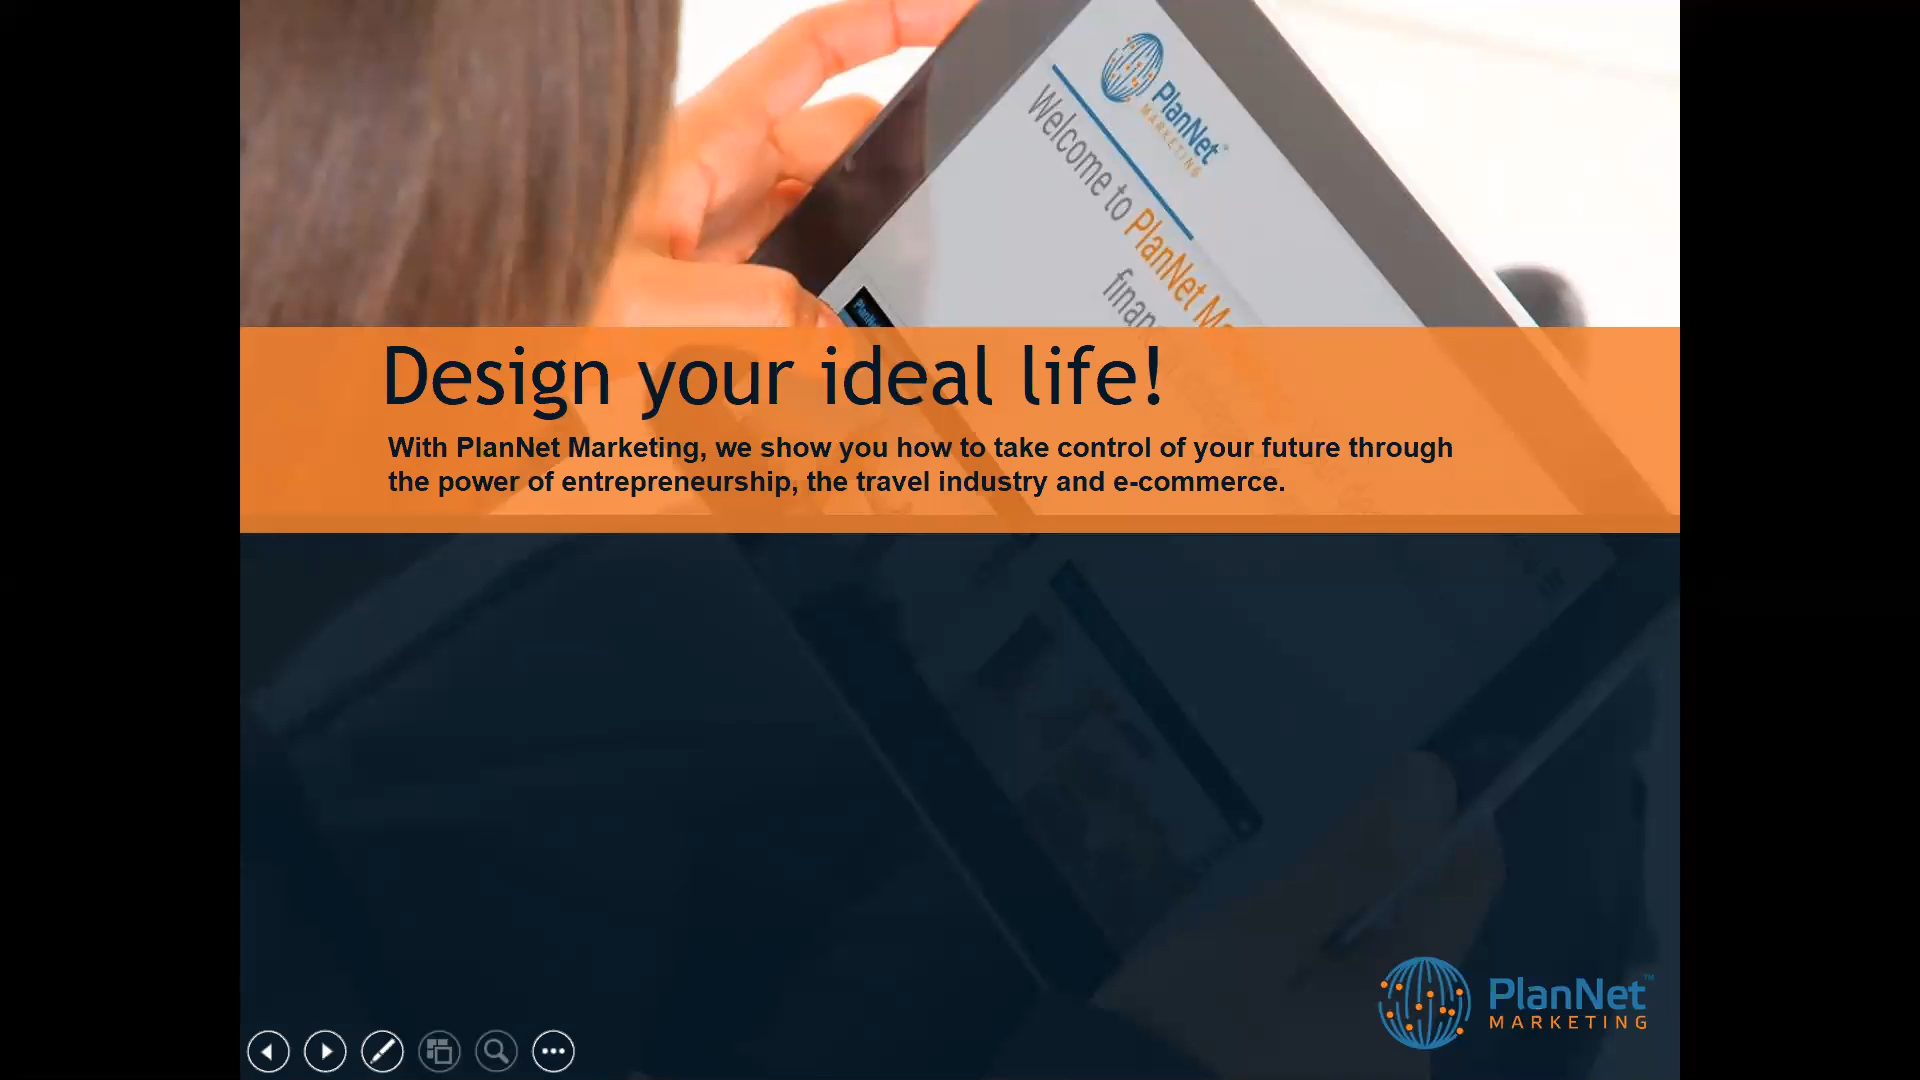 PlanNet
MARKETING
Welcome to PlanNet
Design your ideal life!
With PlanNet Marketing, we show you how to take control of your future through
the power of entrepreneurship, the travel industry and e-commerce.
PlanNet™
MARKETING